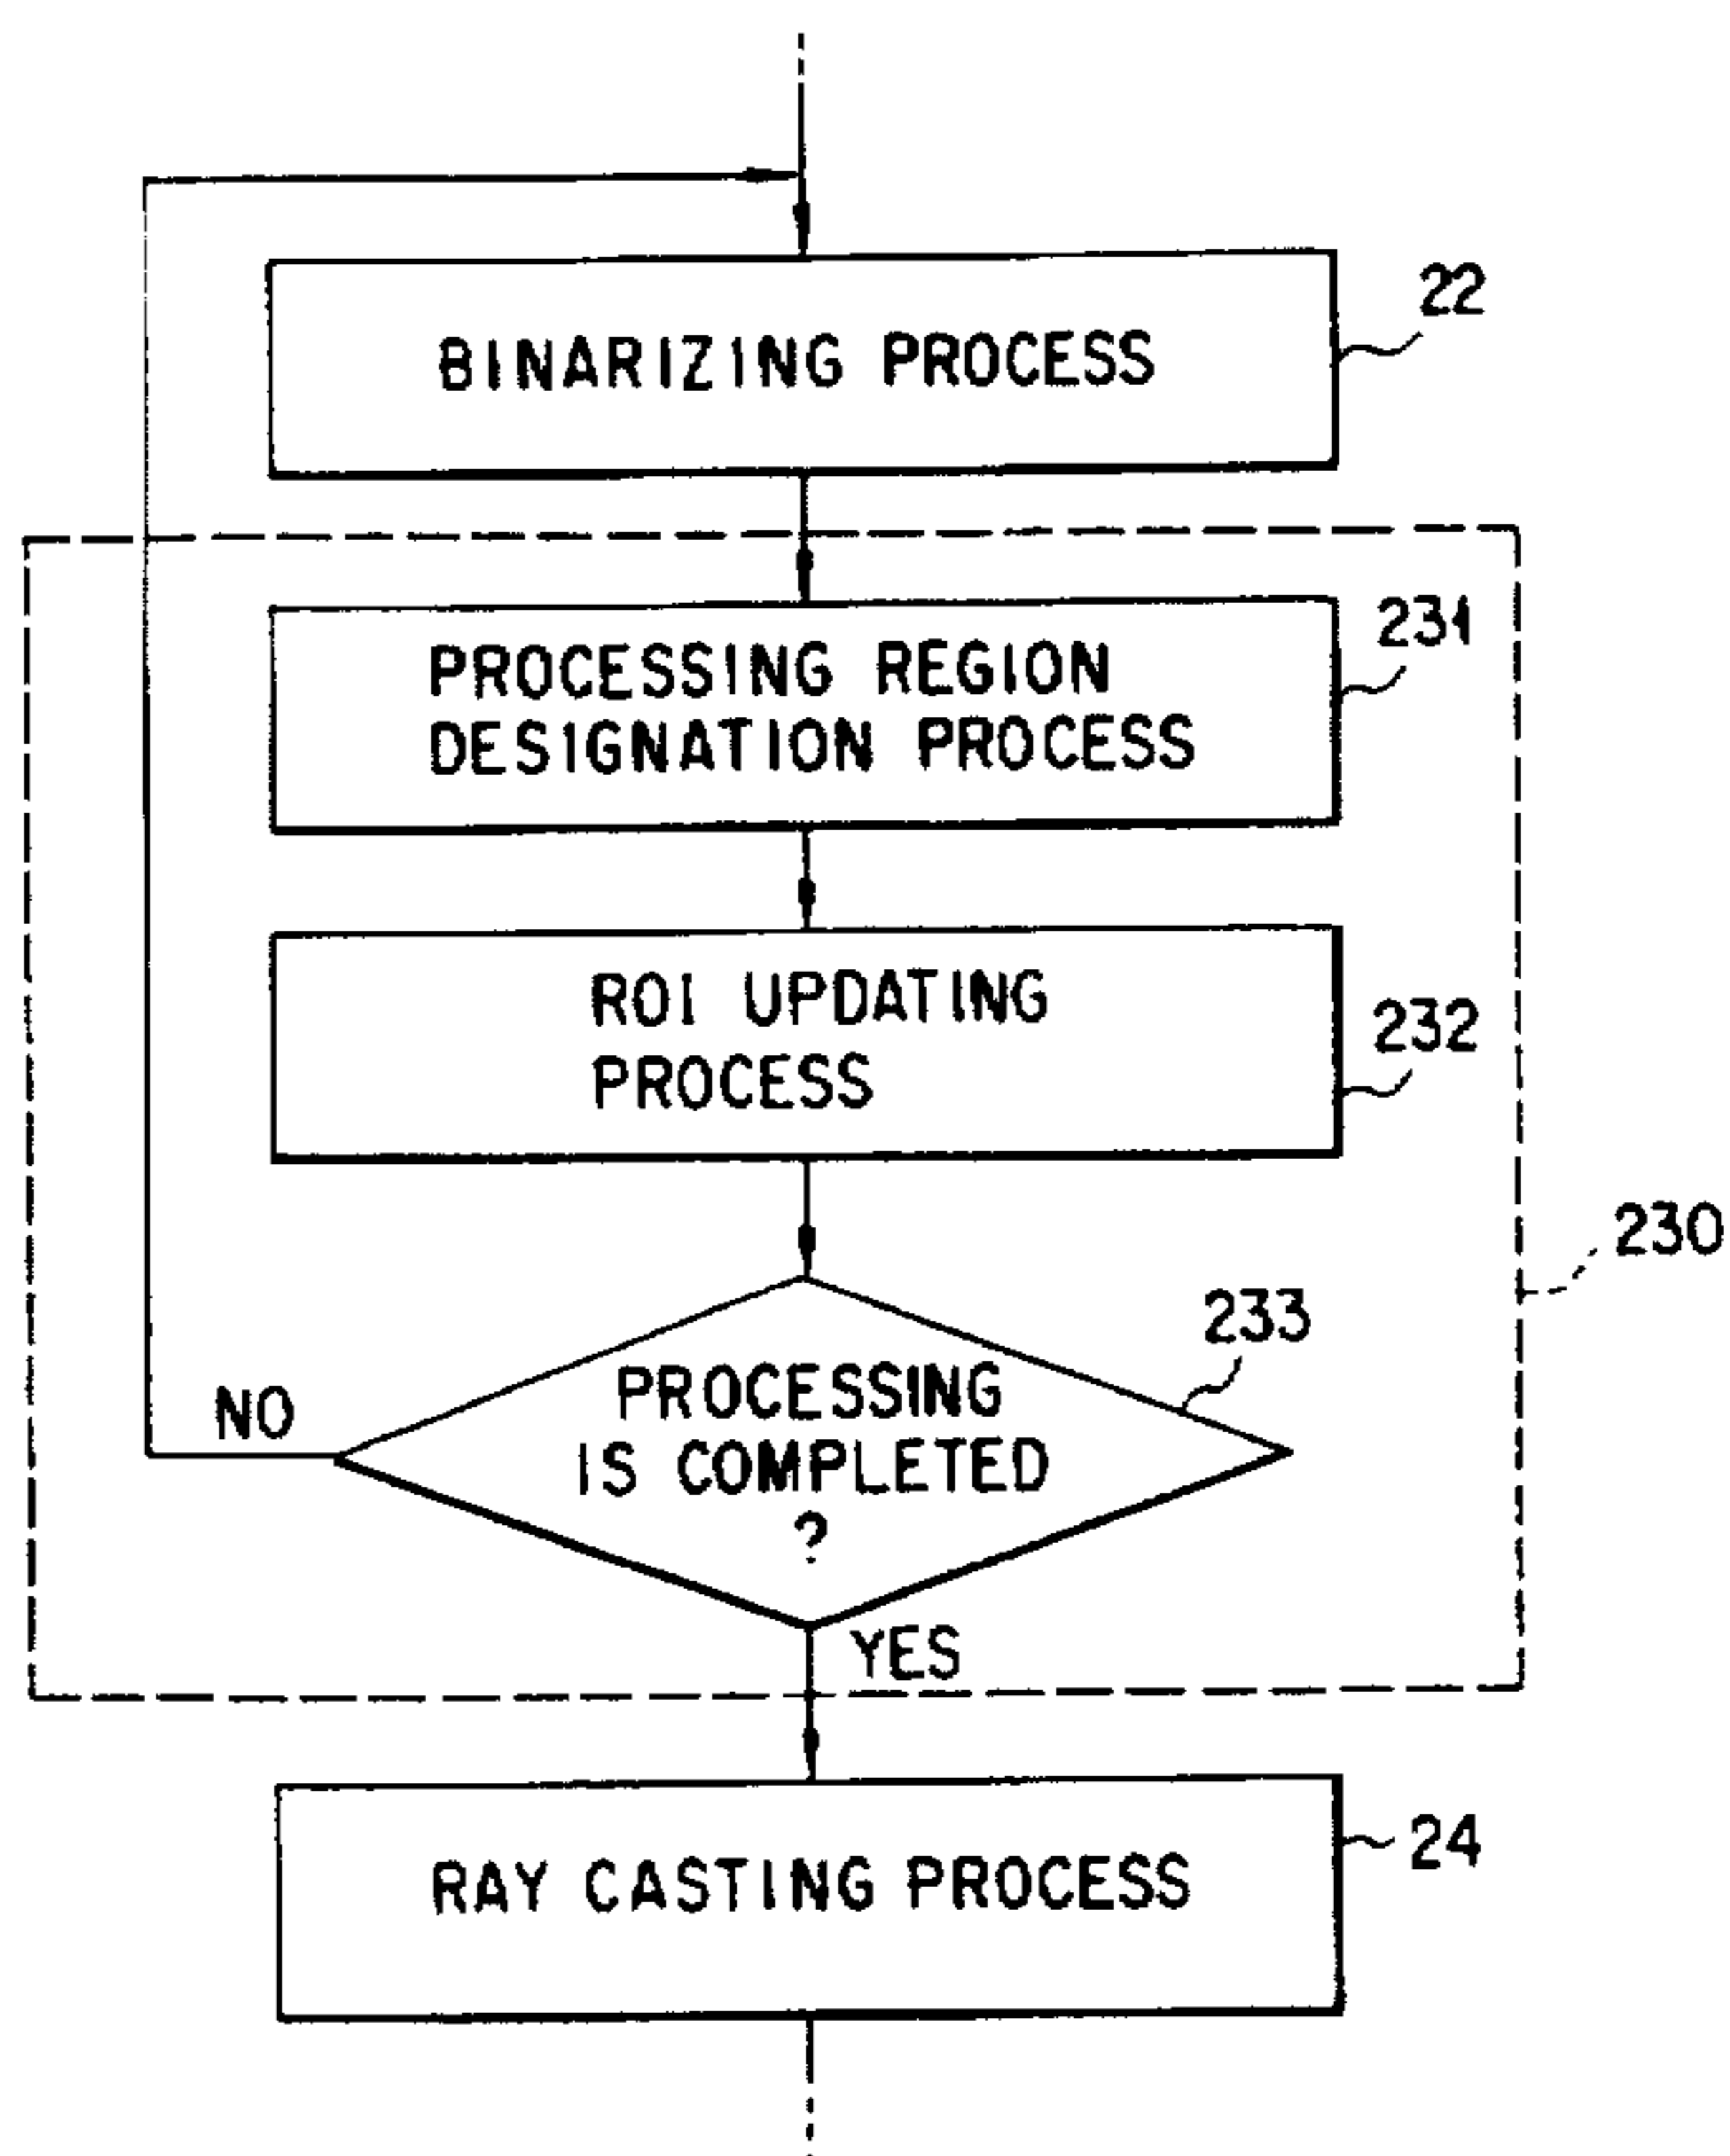 BINARIZING PROCESS
22
PROCESSING REGION
DESIGNATION PROCESS
231
ROI UPDATING
PROCESS
232
230
233
PROCESSING
IS COMPLETED
?
NO
YES
RAY CASTING PROCESS
24